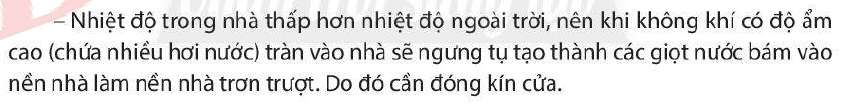 – Nhiệt độ trong nhà thấp hơn nhiệt độ ngoài trời, nên khi không khí có độ ẩm
cao (chứa nhiều hơi nước) tràn vào nhà sẽ ngưng tụ tạo thành các giọt nước bám vào
nền nhà làm nền nhà trơn trượt. Do đó cần đóng kín cửa.